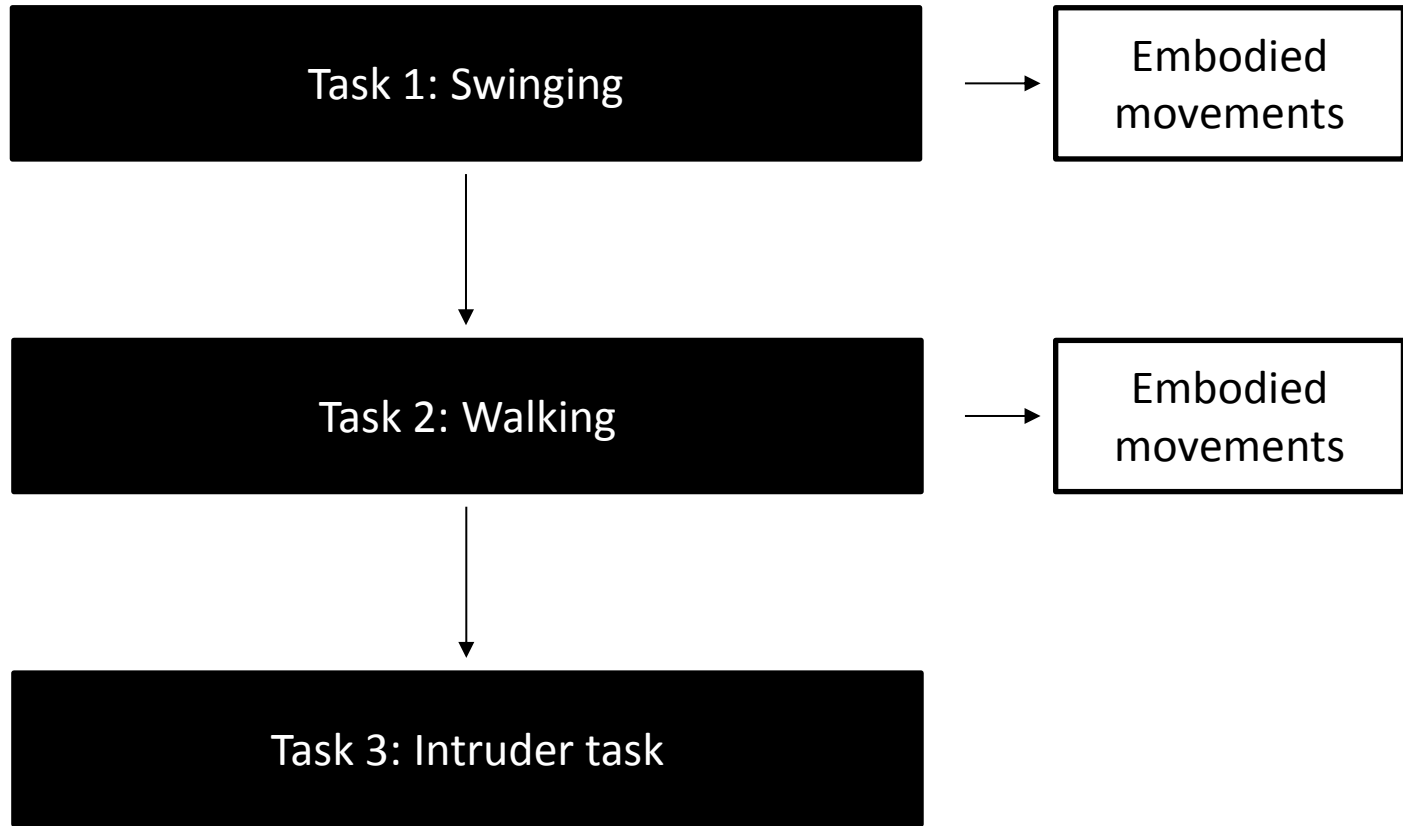 Task 1: Swinging
Embodied
movements
Task 2: Walking
Embodied
movements
Task 3: Intruder task